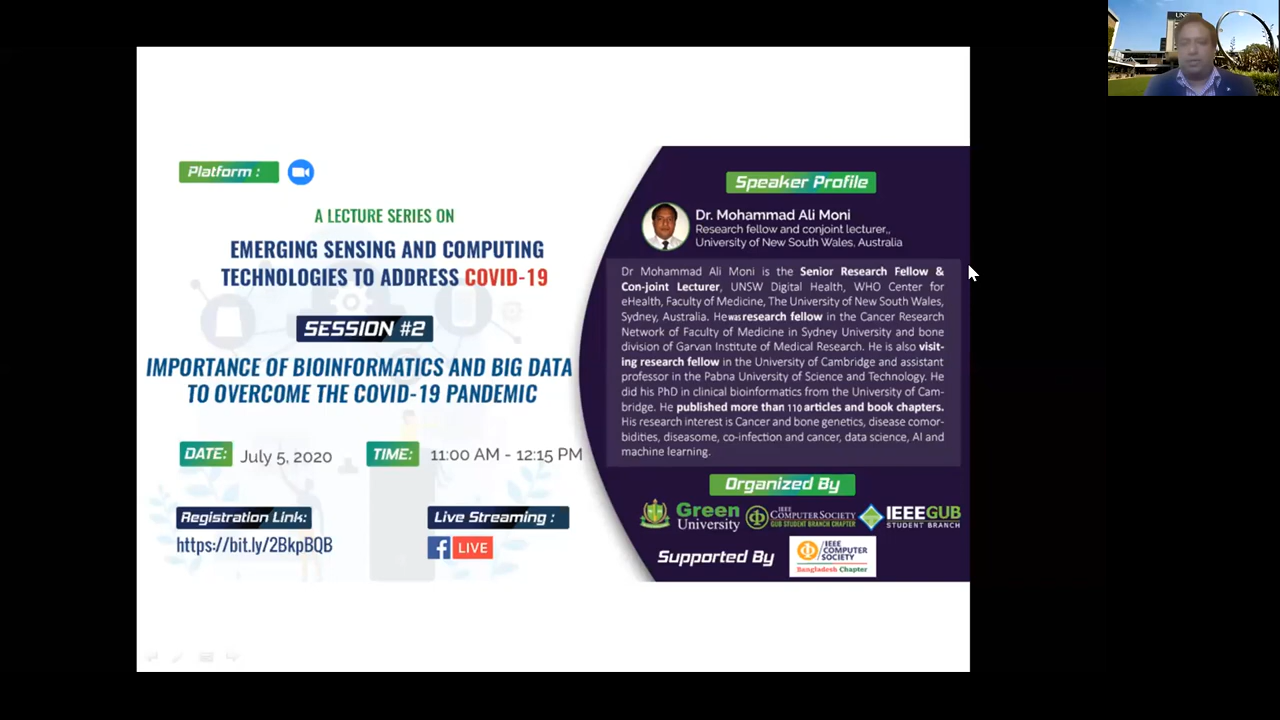 Platform :
A LECTURE SERIES ON
EMERGING SENSING AND COMPUTING
TECHNOLOGIES TO ADDRESS COVID-19
SESSION #2
IMPORTANCE OF BIOINFORMATICS AND BIG DATA
TO OVERCOME THE COVID-19 PANDEMIC
DATE: July 5, 2020
TIME: 11:00 AM - 12:15 PM
Registration Link:
https://bit.ly/2BkpBQB
Live Streaming :
LIVE
Speaker Profile
Dr. Mohammad Ali Moni
Research fellow and conjoint lecturer,,
University of New South Wales, Australia
Dr Mohammad Ali Moni is the Senior Research Fellow &
Con-joint Lecturer, UNSW Digital Health, WHO Center for
eHealth, Faculty of Medicine, The University of New South Wales,
Sydney, Australia. He was research fellow in the Cancer Research
Network of Faculty of Medicine in Sydney University and bone
division of Garvan Institute of Medical Research. He is also visit-
ing research fellow in the University of Cambridge and assistant
professor in the Pabna University of Science and Technology. He
did his PhD in clinical bioinformatics from the University of Cam-
bridge. He published more than 110 articles and book chapters.
His research interest is Cancer and bone genetics, disease comor-
bidities, diseasome, co-infection and cancer, data science, AI and
machine learning.
Organized By
Green
University
IEEE
COMPUTER SOCIETY
GUB STUDENT BRANCH CHAPTER
IEEE GUB
STUDENT BRANCH
Supported By
IEEE
COMPUTER
SOCIETY
Bangladesh Chapter